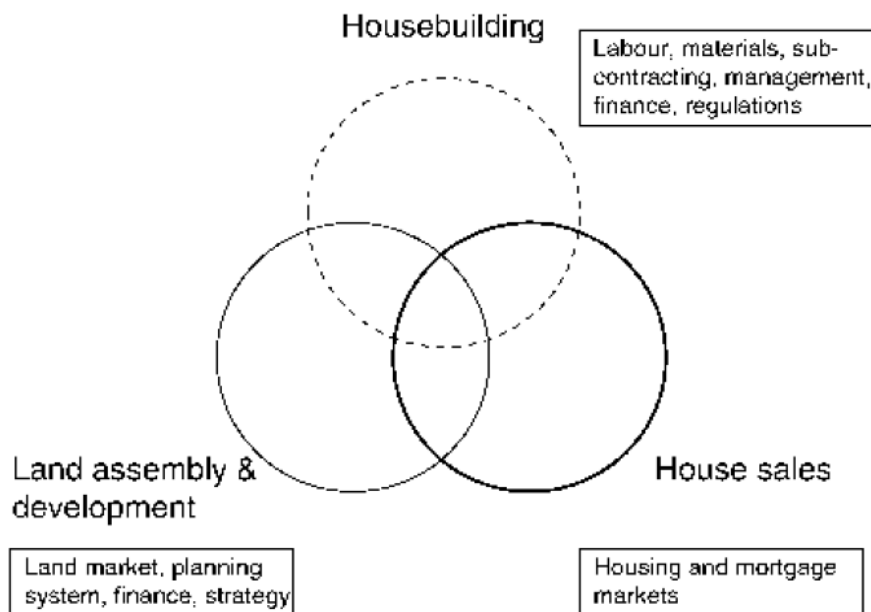 Housebuilding
Labour, materials, sub-
contracting, management,
finance, regulations
Land assembly &
development
House sales
Land market, planning
system, finance, strategy
Housing and mortgage
markets